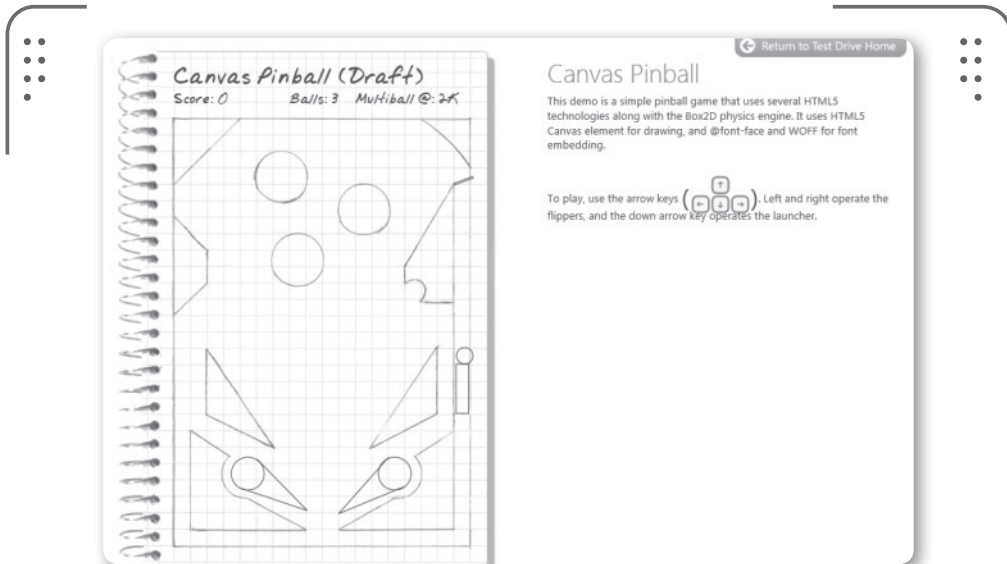 Return to Test Drive Home
Canvas Pinball (Draft)
Score: 0 Balls: 3 Multiball @: 2K
Canvas Pinball
This demo is a simple pinball game that uses several HTML5
technologies along with the Box2D physics engine. It uses HTML5
Canvas element for drawing, and @font-face and WOFF for font
embedding.
To play, use the arrow keys (↑ ← ↓ →). Left and right operate the
flippers, and the down arrow key operates the launcher.